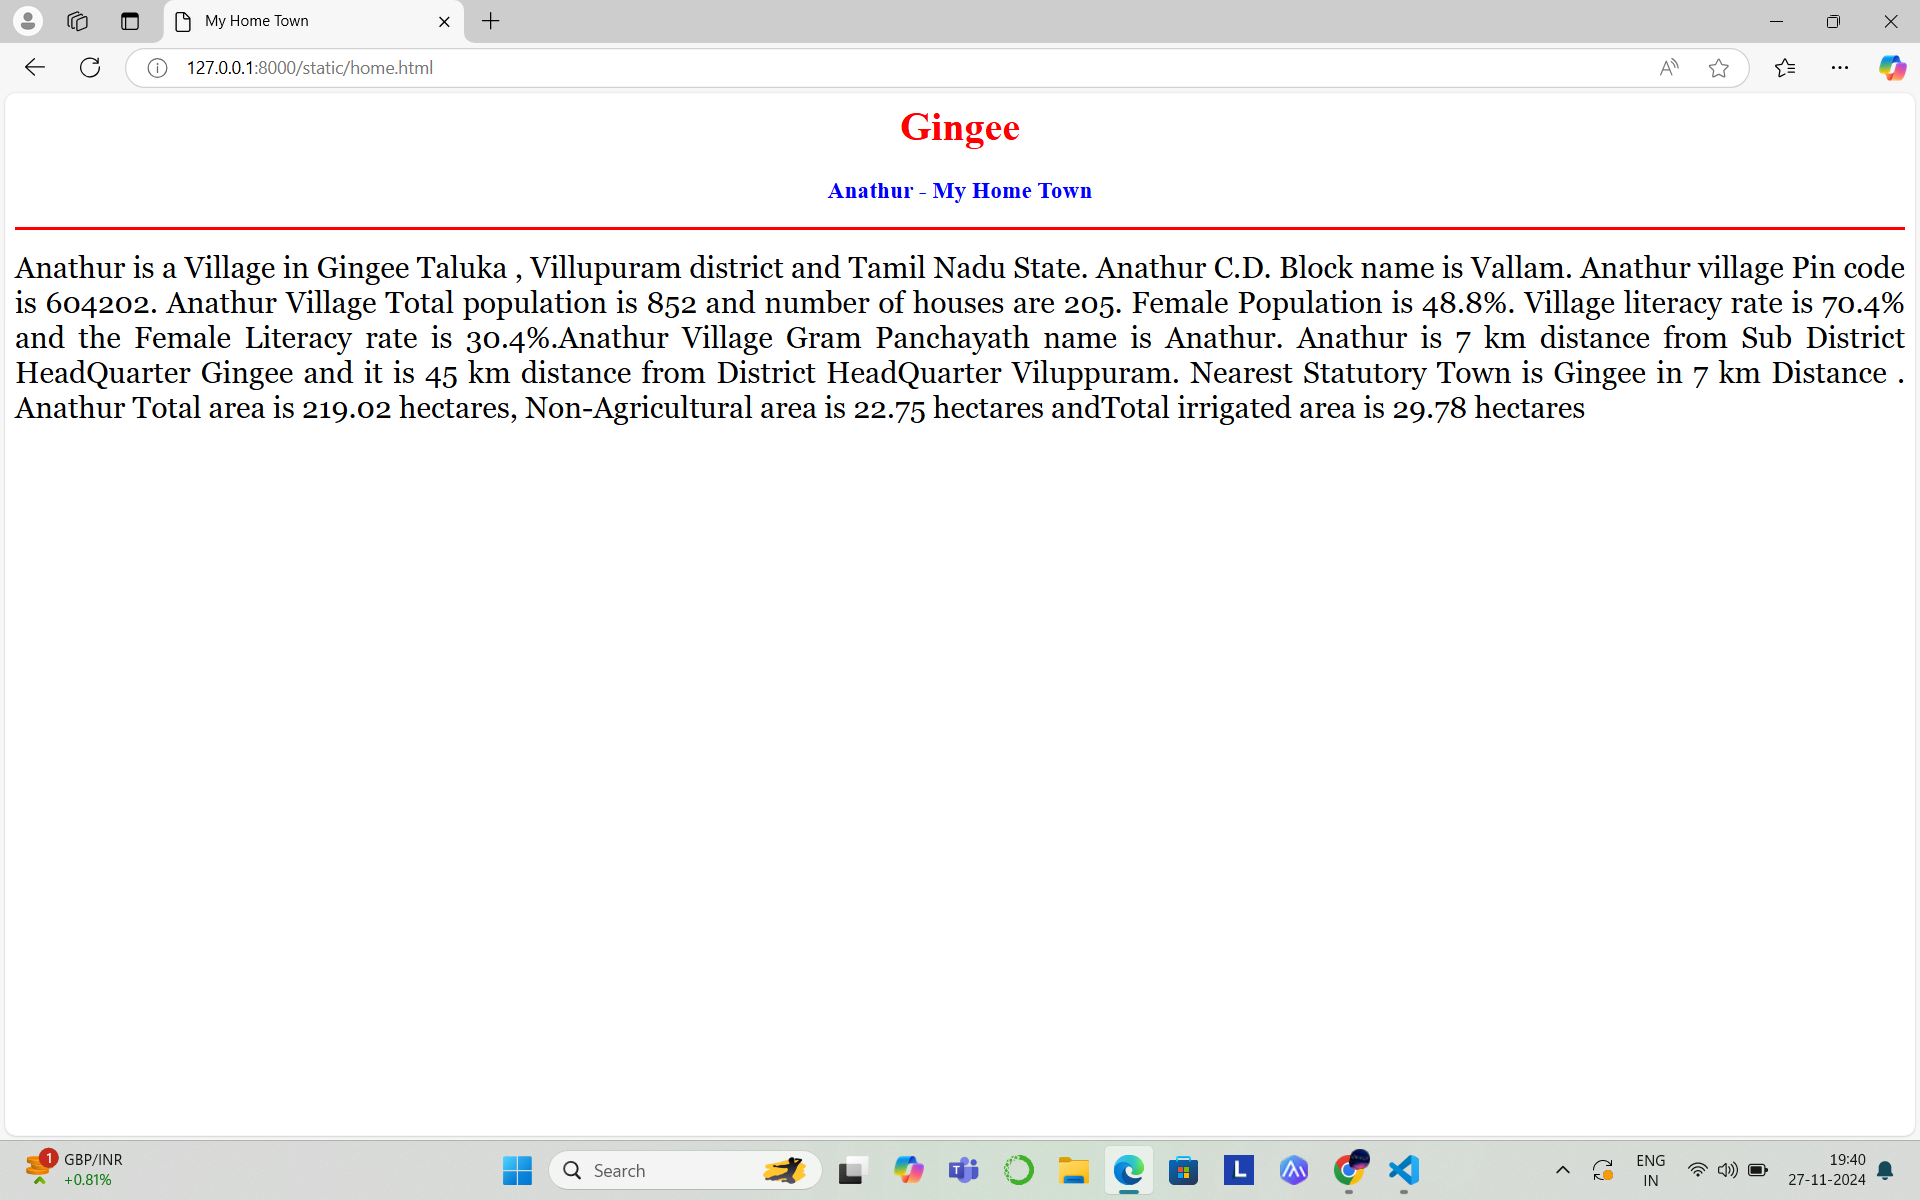 My Home Town
127.0.0.1:8000/static/home.html
Gingee
Anathur - My Home Town
Anathur is a Village in Gingee Taluka , Villupuram district and Tamil Nadu State. Anathur C.D. Block name is Vallam. Anathur village Pin code
is 604202. Anathur Village Total population is 852 and number of houses are 205. Female Population is 48.8%. Village literacy rate is 70.4%
and the Female Literacy rate is 30.4%.Anathur Village Gram Panchayath name is Anathur. Anathur is 7 km distance from Sub District
HeadQuarter Gingee and it is 45 km distance from District HeadQuarter Viluppuram. Nearest Statutory Town is Gingee in 7 km Distance .
Anathur Total area is 219.02 hectares, Non-Agricultural area is 22.75 hectares andTotal irrigated area is 29.78 hectares
1
GBP/INR
+0.81%
Search
L
ENG
IN
19:40
27-11-2024